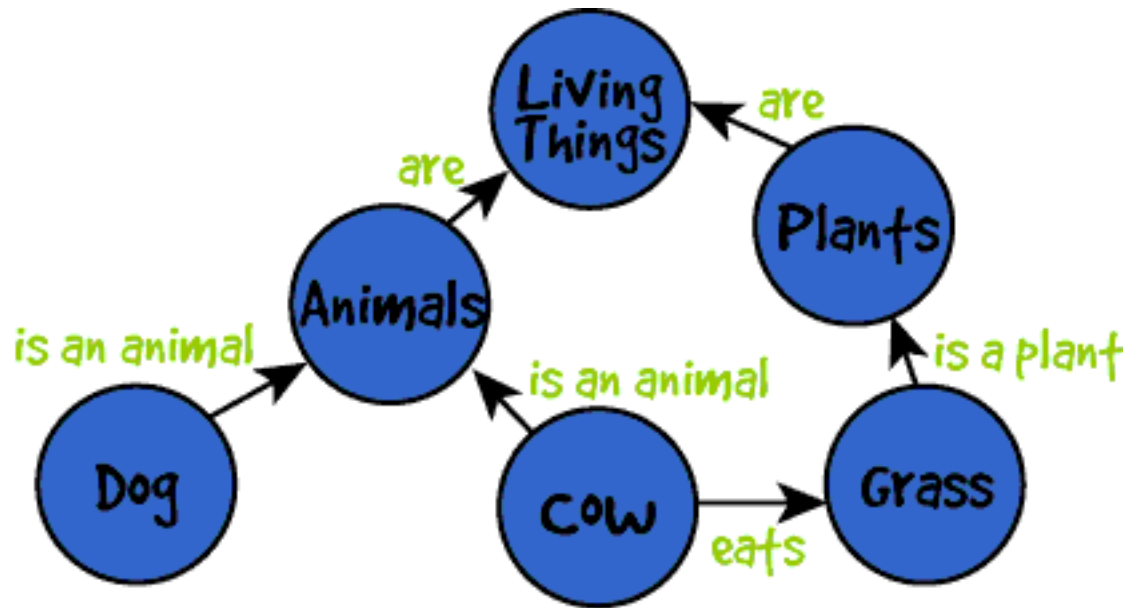 Living
Things
are
are
Plants
Animals
is an animal
is an animal
is a plant
Dog
Cow
Grass
eats